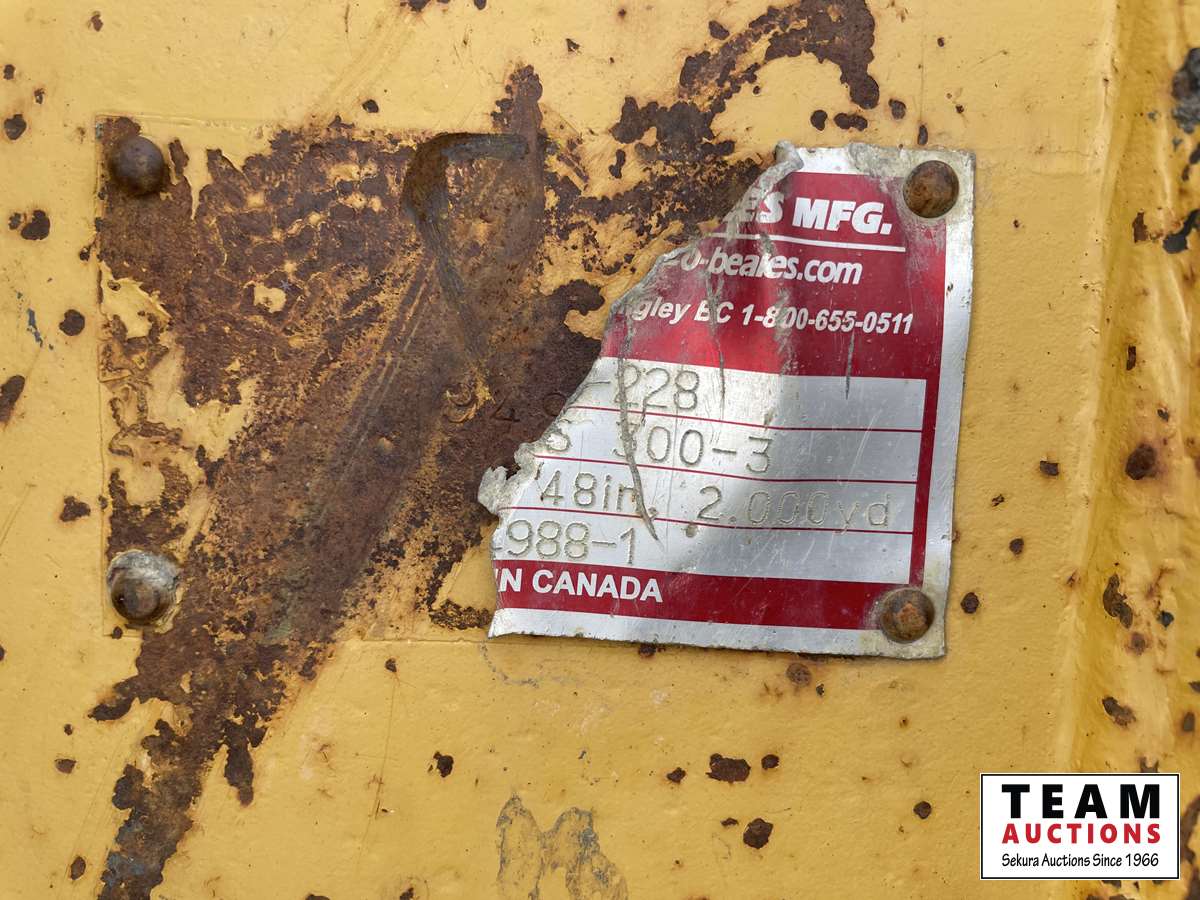 ES MFG.
o-beales.com
gley BC 1-800-655-0511
-228
S 300-3
48in. 2.000yd
988-1
IN CANADA
TEAM
AUCTIONS
Sekura Auctions Since 1966